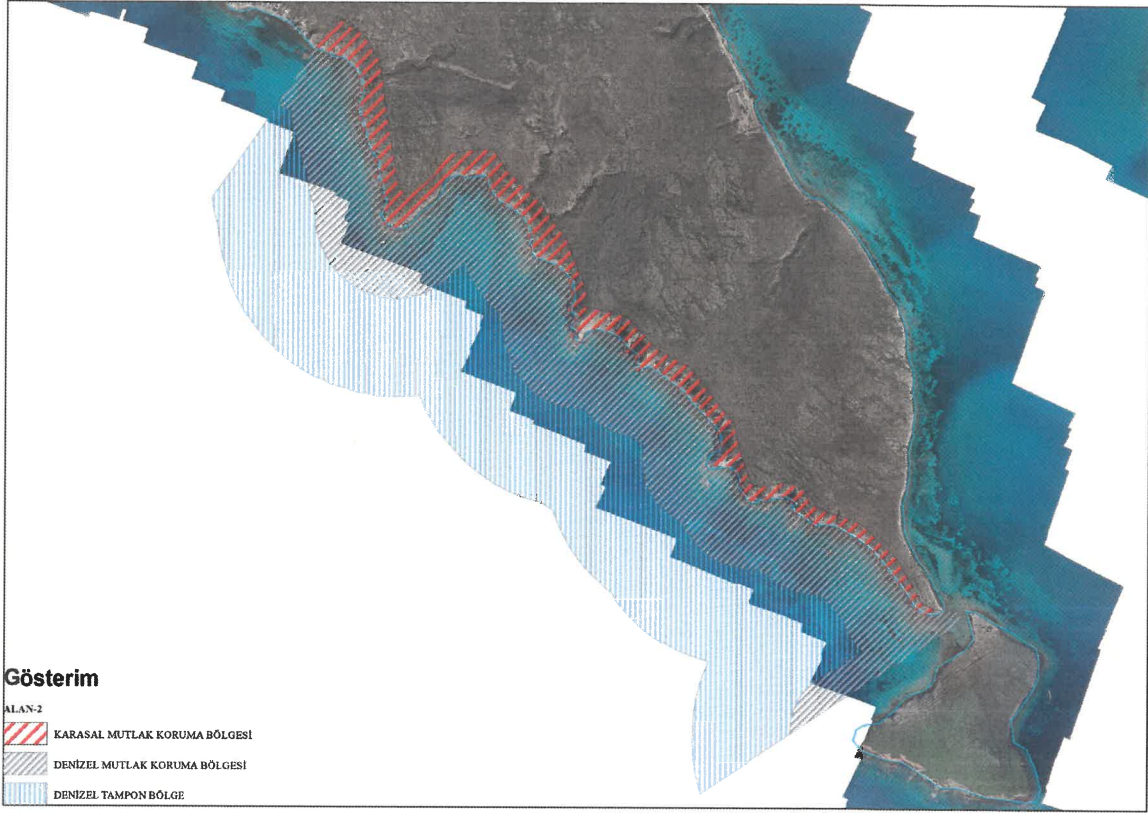 Gösterim
ALAN-2
KARASAL MUTLAK KORUMA BÖLGESİ
DENİZEL MUTLAK KORUMA BÖLGESİ
DENİZEL TAMPON BÖLGE